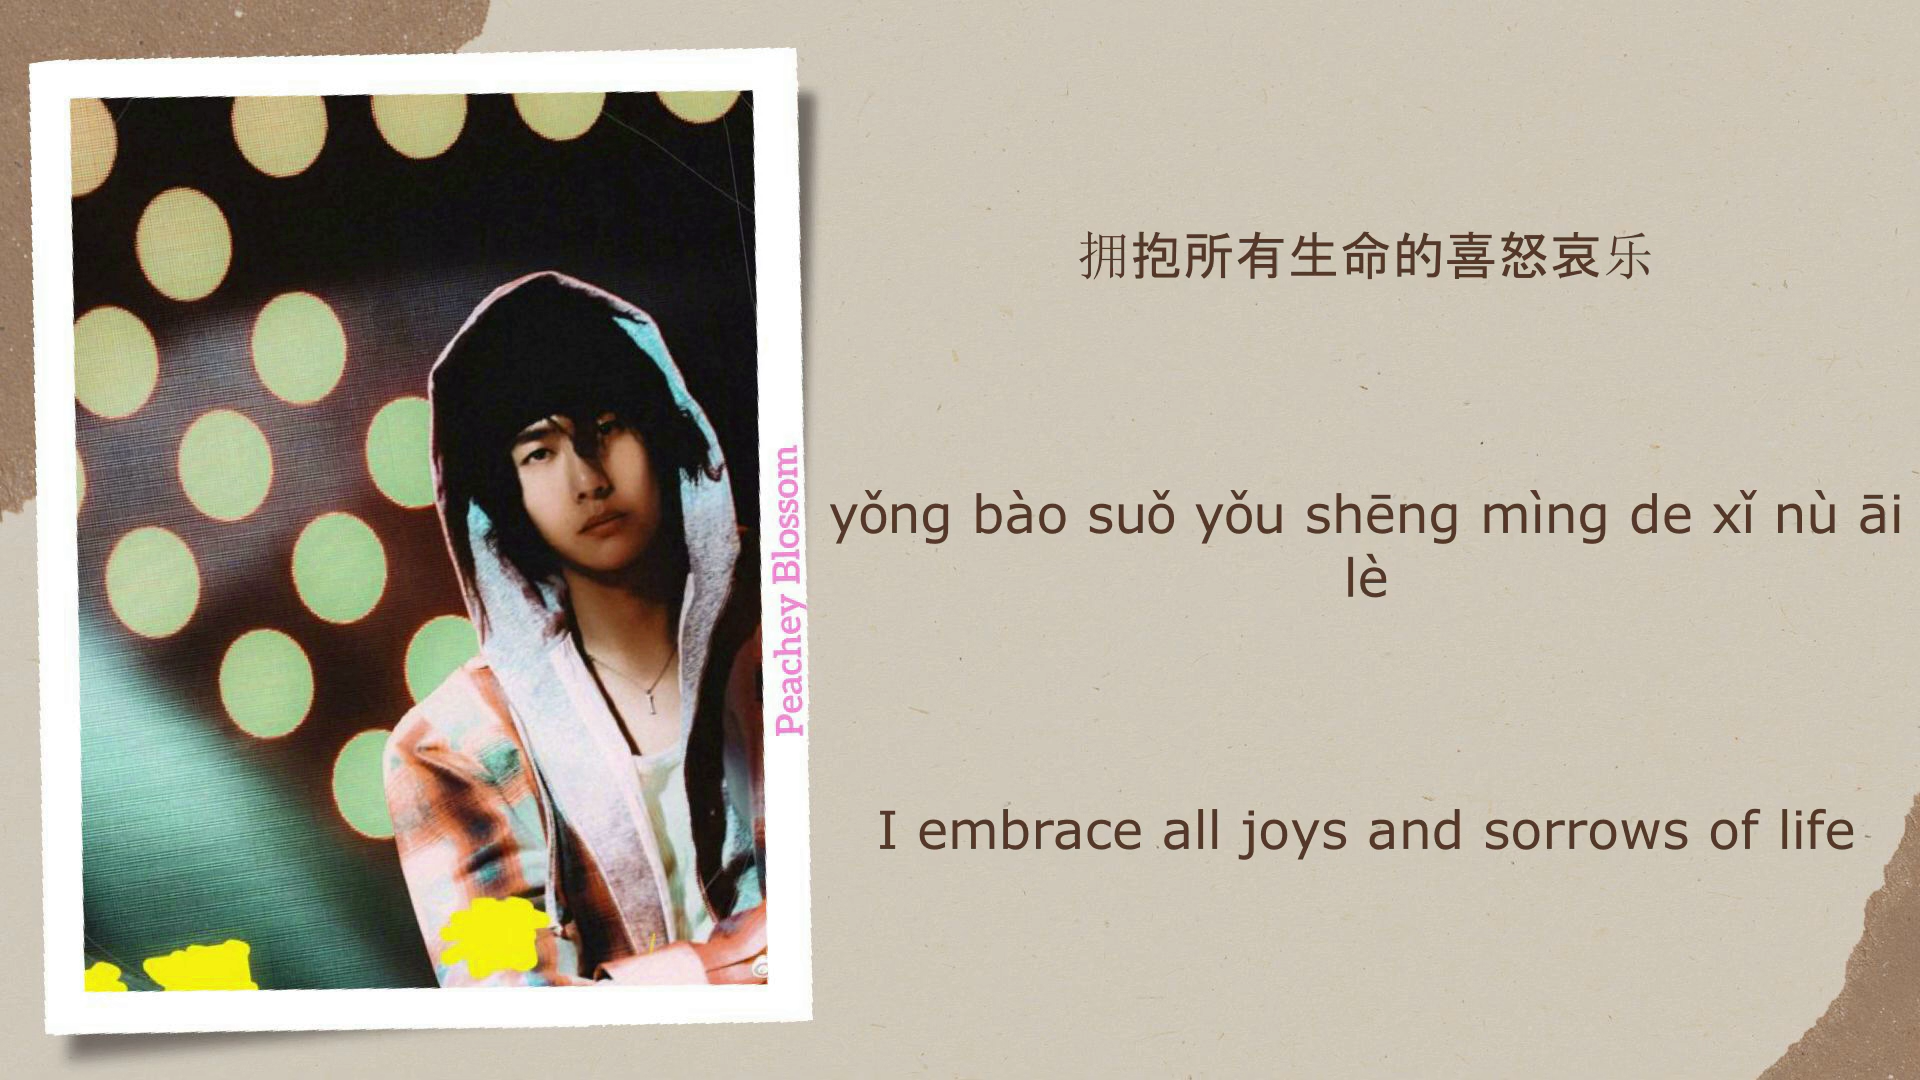 拥抱所有生命的喜怒哀乐
yǒng bào suǒ yǒu shēng mìng de xǐ nù āi
lè
I embrace all joys and sorrows of life
Peachey Blossom